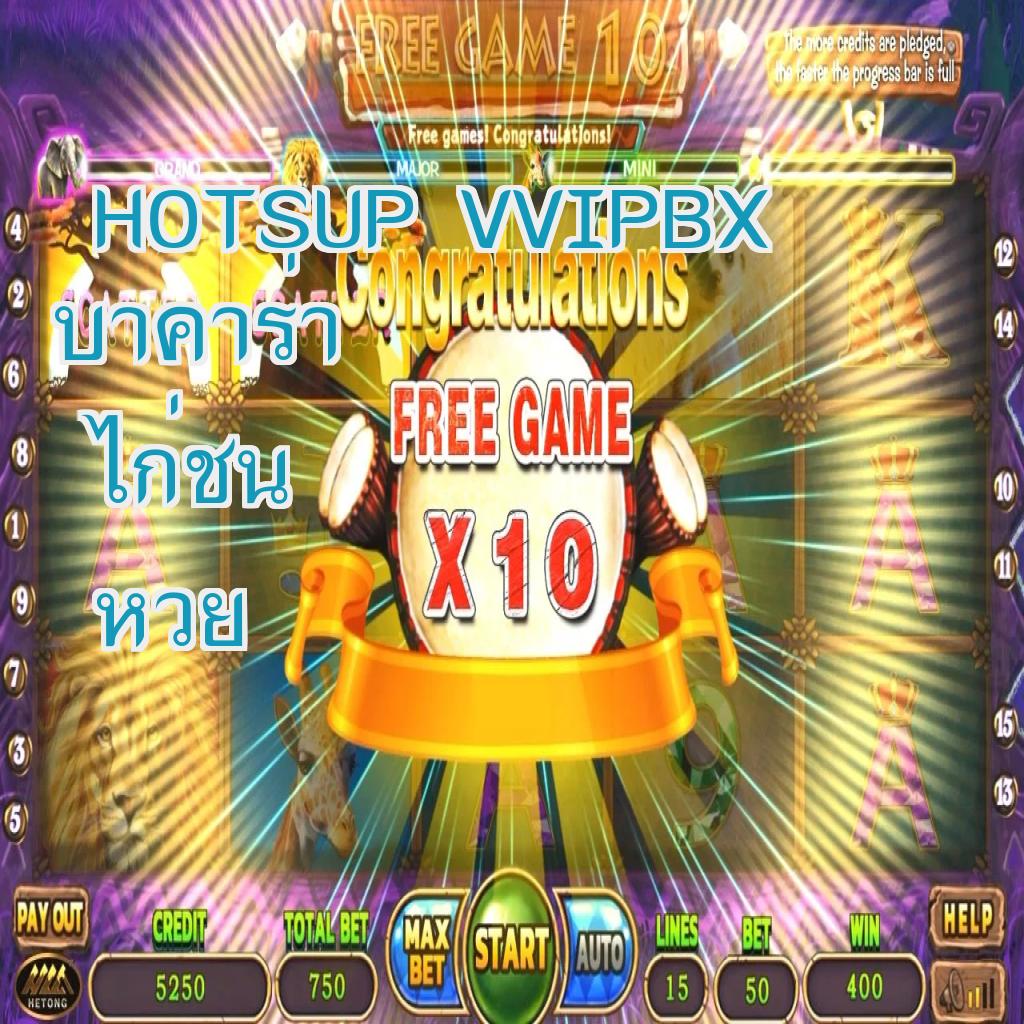 FREE GAME 10
The more credits are pledged,
the faster the progress bar is full
Free games! Congratulations!
GRAND MAJOR MINI
HOTSUP VVIPBX
Congratulations
บาคาร่า
FREE GAME
ไก่ชน
X10
หวย
4
2
6
8
1
9
7
3
5
12
14
10
11
15
13
K
A A
A A
9
PAY OUT CREDIT TOTAL BET MAX BET START AUTO LINES BET WIN HELP
HETONG 5250 750 15 50 400